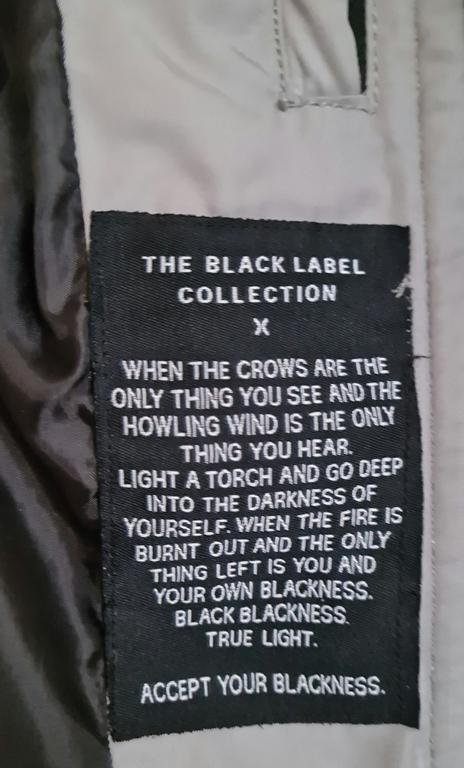 THE BLACK LABEL
COLLECTION
X
WHEN THE CROWS ARE THE
ONLY THING YOU SEE AND THE
HOWLING WIND IS THE ONLY
THING YOU HEAR.
LIGHT A TORCH AND GO DEEP
INTO THE DARKNESS OF
YOURSELF. WHEN THE FIRE IS
BURNT OUT AND THE ONLY
THING LEFT IS YOU AND
YOUR OWN BLACKNESS.
BLACK BLACKNESS.
TRUE LIGHT.
ACCEPT YOUR BLACKNESS.